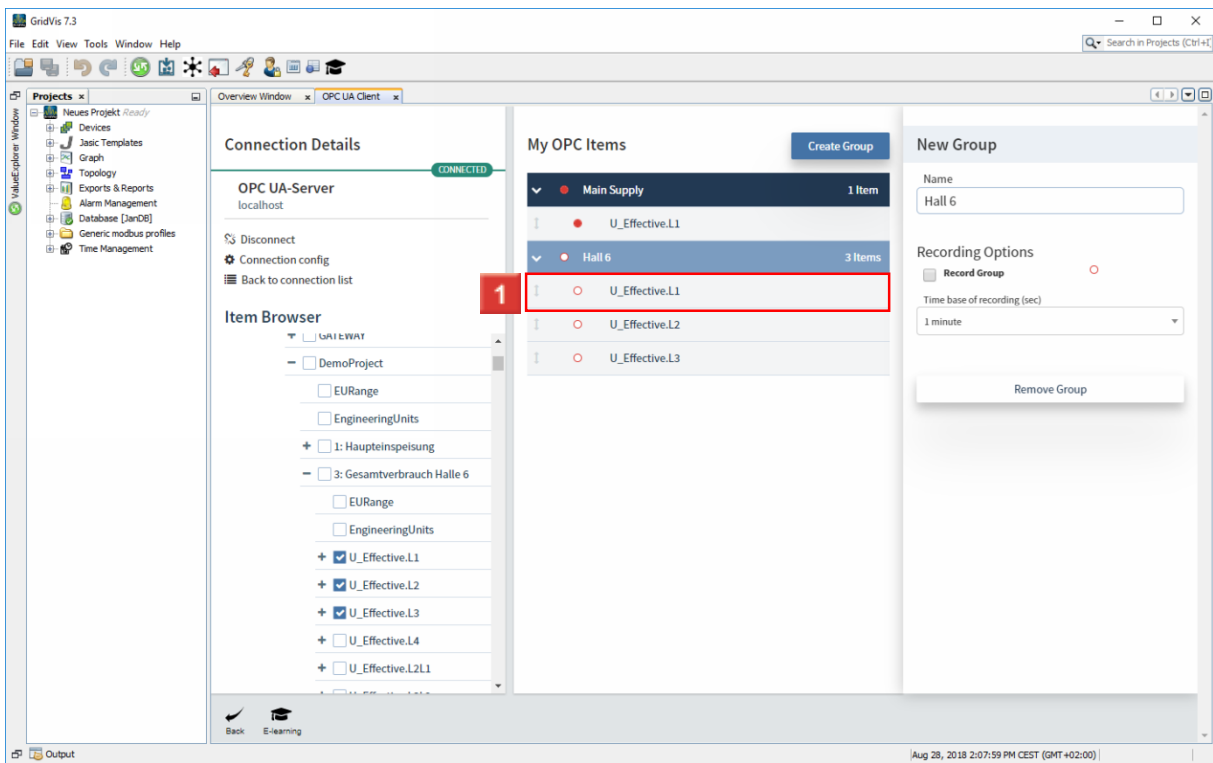 GridVis 7.3
File Edit View Tools Window Help
Search in Projects (Ctrl+I)
Projects
Overview Window
OPC UA Client
ValueExplorer Window
Neues Projekt Ready
Devices
Jasic Templates
Graph
Topology
Exports & Reports
Alarm Management
Database [JanDB]
Generic modbus profiles
Time Management
Connection Details
CONNECTED
OPC UA-Server
localhost
Disconnect
Connection config
Back to connection list
Item Browser
GATEWAY
DemoProject
EURange
EngineeringUnits
1: Haupteinspeisung
3: Gesamtverbrauch Halle 6
EURange
EngineeringUnits
U_Effective.L1
U_Effective.L2
U_Effective.L3
U_Effective.L4
U_Effective.L2L1
My OPC Items
Create Group
Main Supply 1 Item
U_Effective.L1
Hall 6 3 Items
1
U_Effective.L1
U_Effective.L2
U_Effective.L3
New Group
Name
Hall 6
Recording Options
Record Group
Time base of recording (sec)
1 minute
Remove Group
Back
E-learning
Output
Aug 28, 2018 2:07:59 PM CEST (GMT+02:00)